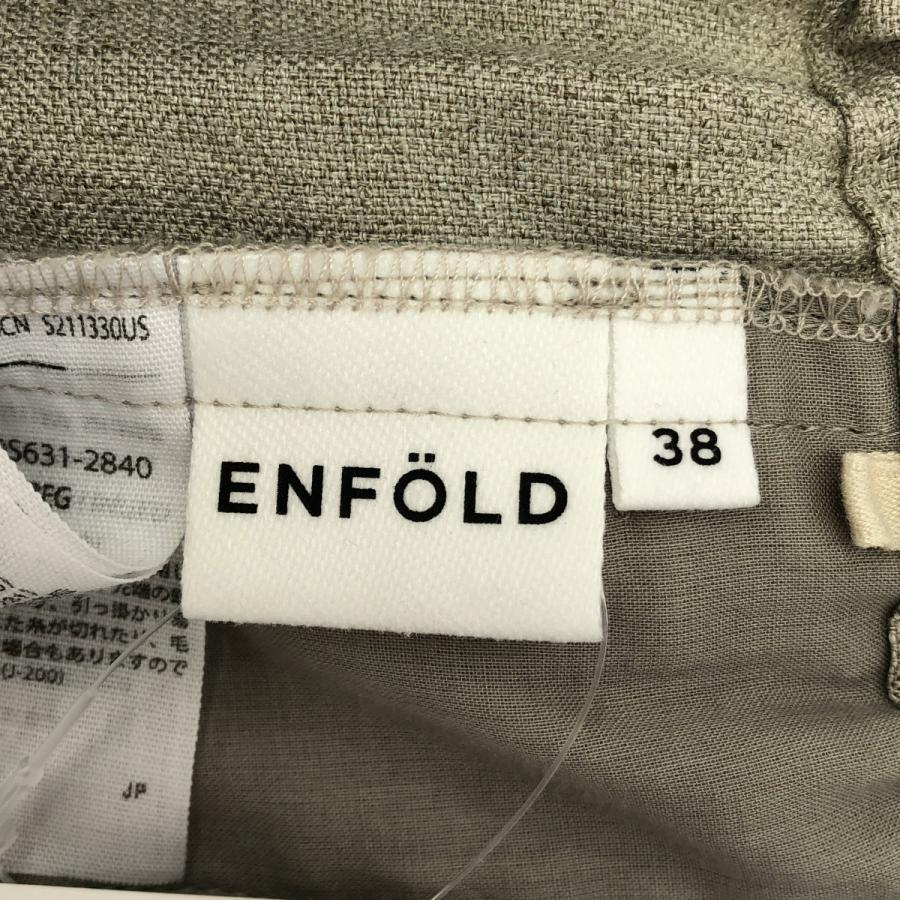 CN S211330US
S631-2840
ENFÖLD
38
、引っ掛かり
た糸が切れたり、毛
場合もありますので
(J-200)
JP